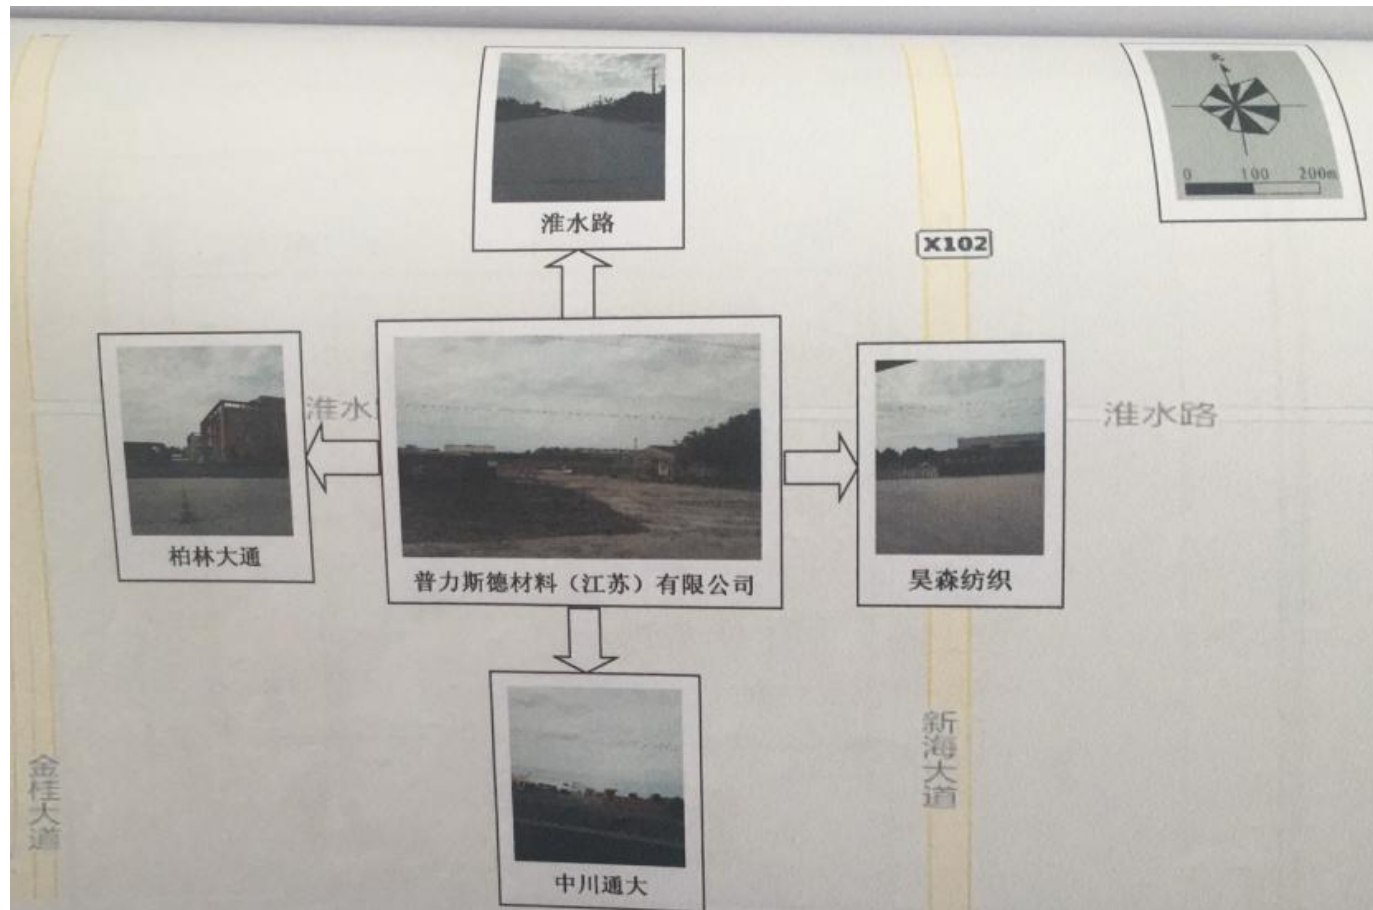 淮水路
0 100 200m
X102
淮水
淮水路
柏林大通
普力斯德材料（江苏）有限公司
昊森纺织
新海大道
金桂大道
中川通大